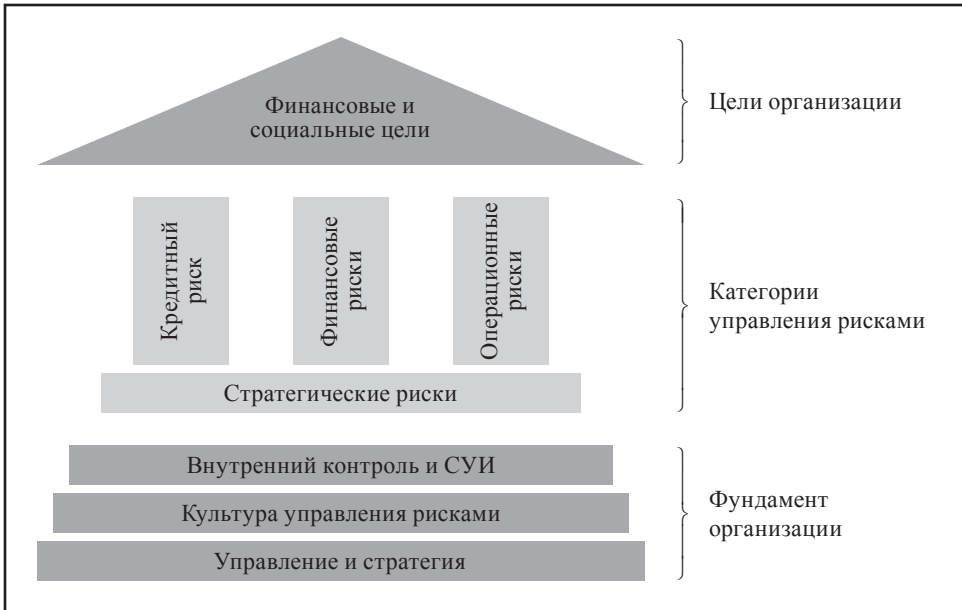 Финансовые и
социальные цели
Цели организации
Кредитный
риск
Финансовые
риски
Операционные
риски
Категории
управления рисками
Стратегические риски
Внутренний контроль и СУИ
Культура управления рисками
Управление и стратегия
Фундамент
организации